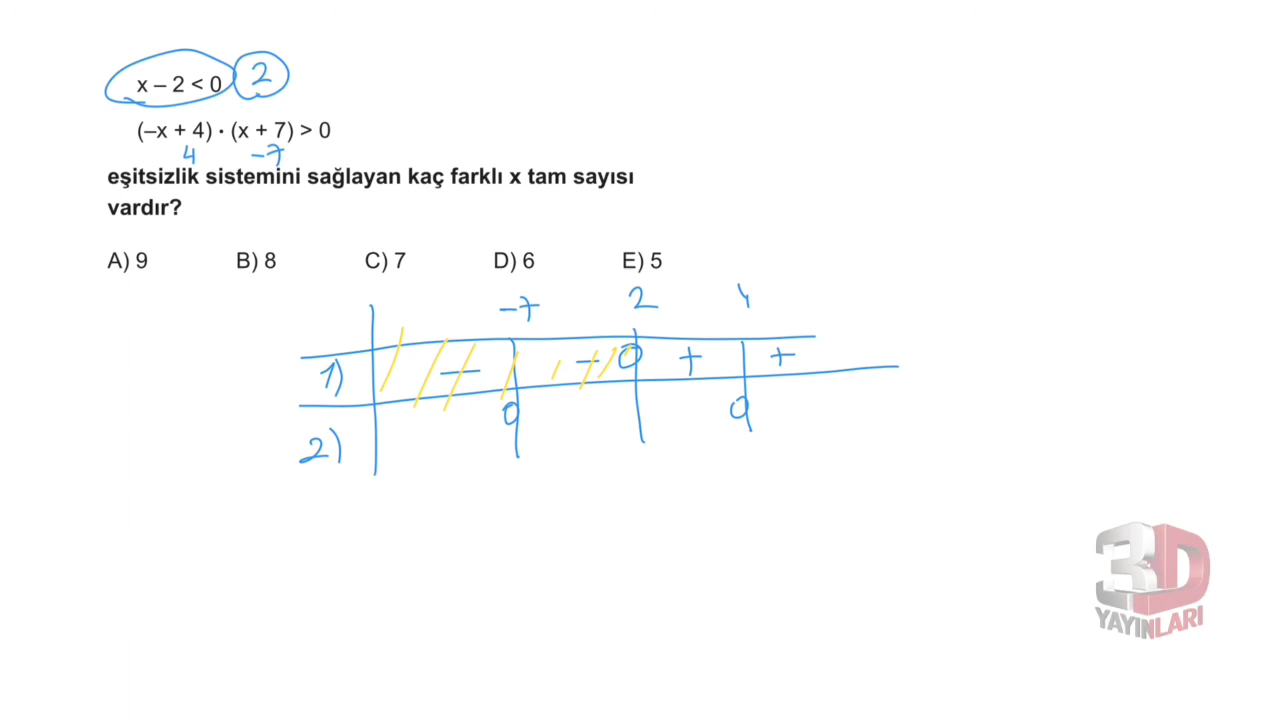 x – 2 < 0 2
(–x + 4) · (x + 7) > 0
4 –7
eşitsizlik sistemini sağlayan kaç farklı x tam sayısı
vardır?
A) 9 B) 8 C) 7 D) 6 E) 5
–7 2
1) – – 0 + +
0 0
2)
3D
YAYINLARI